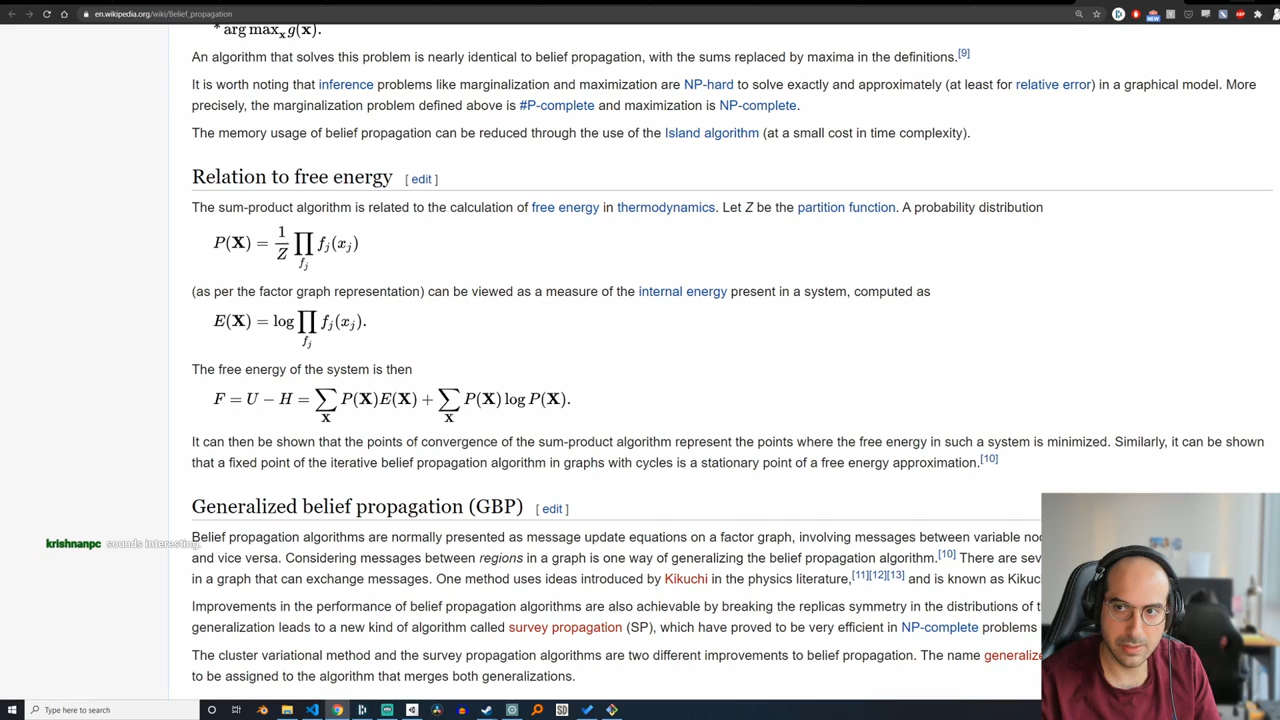 en.wikipedia.org/wiki/Belief_propagation
* arg max_x g(x).
An algorithm that solves this problem is nearly identical to belief propagation, with the sums replaced by maxima in the definitions.[9]
It is worth noting that inference problems like marginalization and maximization are NP-hard to solve exactly and approximately (at least for relative error) in a graphical model. More
precisely, the marginalization problem defined above is #P-complete and maximization is NP-complete.
The memory usage of belief propagation can be reduced through the use of the Island algorithm (at a small cost in time complexity).
Relation to free energy [ edit ]
The sum-product algorithm is related to the calculation of free energy in thermodynamics. Let Z be the partition function. A probability distribution
P(X) = 1/Z ∏_{f_j} f_j(x_j)
(as per the factor graph representation) can be viewed as a measure of the internal energy present in a system, computed as
E(X) = log ∏_{f_j} f_j(x_j).
The free energy of the system is then
F = U − H = ∑_X P(X)E(X) + ∑_X P(X) log P(X).
It can then be shown that the points of convergence of the sum-product algorithm represent the points where the free energy in such a system is minimized. Similarly, it can be shown
that a fixed point of the iterative belief propagation algorithm in graphs with cycles is a stationary point of a free energy approximation.[10]
Generalized belief propagation (GBP) [ edit ]
Belief propagation algorithms are normally presented as message update equations on a factor graph, involving messages between variable no
krishnanpc sounds interesting.
and vice versa. Considering messages between regions in a graph is one way of generalizing the belief propagation algorithm.[10] There are sev
in a graph that can exchange messages. One method uses ideas introduced by Kikuchi in the physics literature,[11][12][13] and is known as Kikuc
Improvements in the performance of belief propagation algorithms are also achievable by breaking the replicas symmetry in the distributions of t
generalization leads to a new kind of algorithm called survey propagation (SP), which have proved to be very efficient in NP-complete problems
The cluster variational method and the survey propagation algorithms are two different improvements to belief propagation. The name generaliz
to be assigned to the algorithm that merges both generalizations.
Type here to search